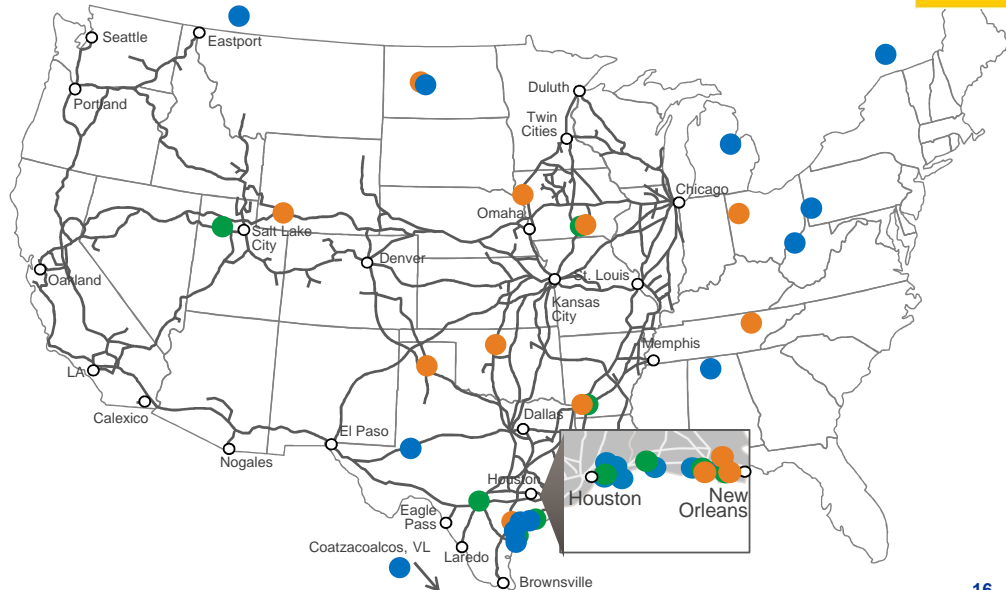 Seattle
Eastport
Portland
Duluth
Twin
Cities
Chicago
Omaha
Salt Lake
City
Denver
Oakland
St. Louis
Kansas
City
Memphis
LA
Calexico
Dallas
El Paso
Nogales
Houston
Houston
New
Orleans
Eagle
Pass
Coatzacoalcos, VL
Laredo
Brownsville
16